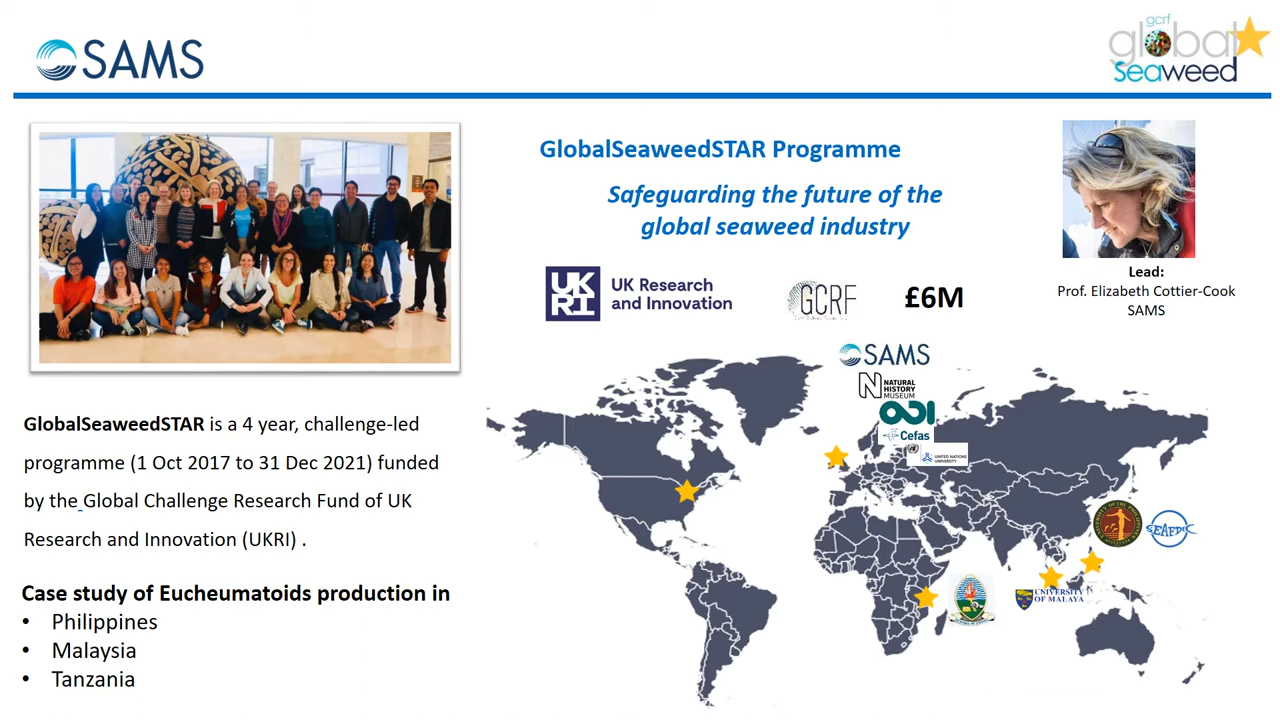 SAMS
gcrf
global
Seaweed
GlobalSeaweedSTAR Programme
Safeguarding the future of the
global seaweed industry
UK
RI
UK Research
and Innovation
GCRF
£6M
Lead:
Prof. Elizabeth Cottier-Cook
SAMS
GlobalSeaweedSTAR is a 4 year, challenge-led
programme (1 Oct 2017 to 31 Dec 2021) funded
by the Global Challenge Research Fund of UK
Research and Innovation (UKRI) .
Case study of Eucheumatoids production in
• Philippines
• Malaysia
• Tanzania
SAMS
NATURAL
HISTORY
MUSEUM
ODI
Cefas
UNITED NATIONS
UNIVERSITY
SEAFDEC
UNIVERSITY
OF MALAYA